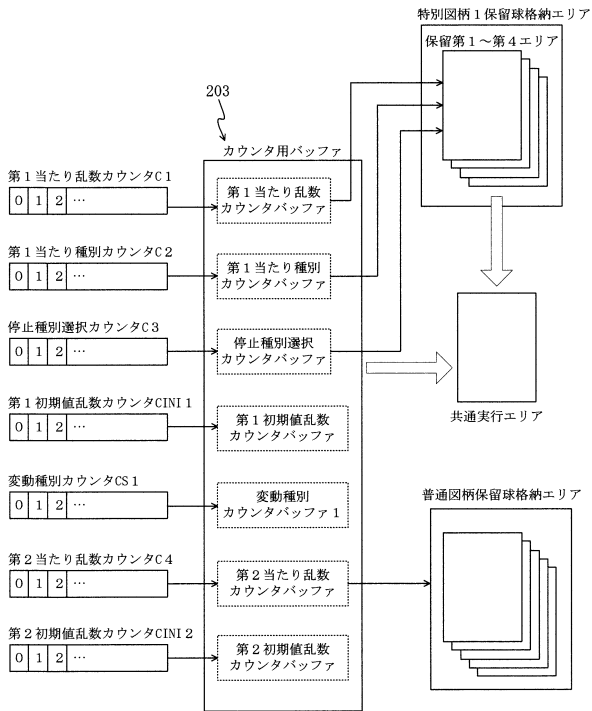 特別図柄1保留球格納エリア
保留第1〜第4エリア
203
カウンタ用バッファ
第1当たり乱数カウンタC1
0 1 2 …
第1当たり乱数
カウンタバッファ
第1当たり種別カウンタC2
0 1 2 …
第1当たり種別
カウンタバッファ
停止種別選択カウンタC3
0 1 2 …
停止種別選択
カウンタバッファ
共通実行エリア
第1初期値乱数カウンタCINI1
0 1 2 …
第1初期値乱数
カウンタバッファ
変動種別カウンタCS1
0 1 2 …
変動種別
カウンタバッファ1
普通図柄保留球格納エリア
第2当たり乱数カウンタC4
0 1 2 …
第2当たり乱数
カウンタバッファ
第2初期値乱数カウンタCINI2
0 1 2 …
第2初期値乱数
カウンタバッファ